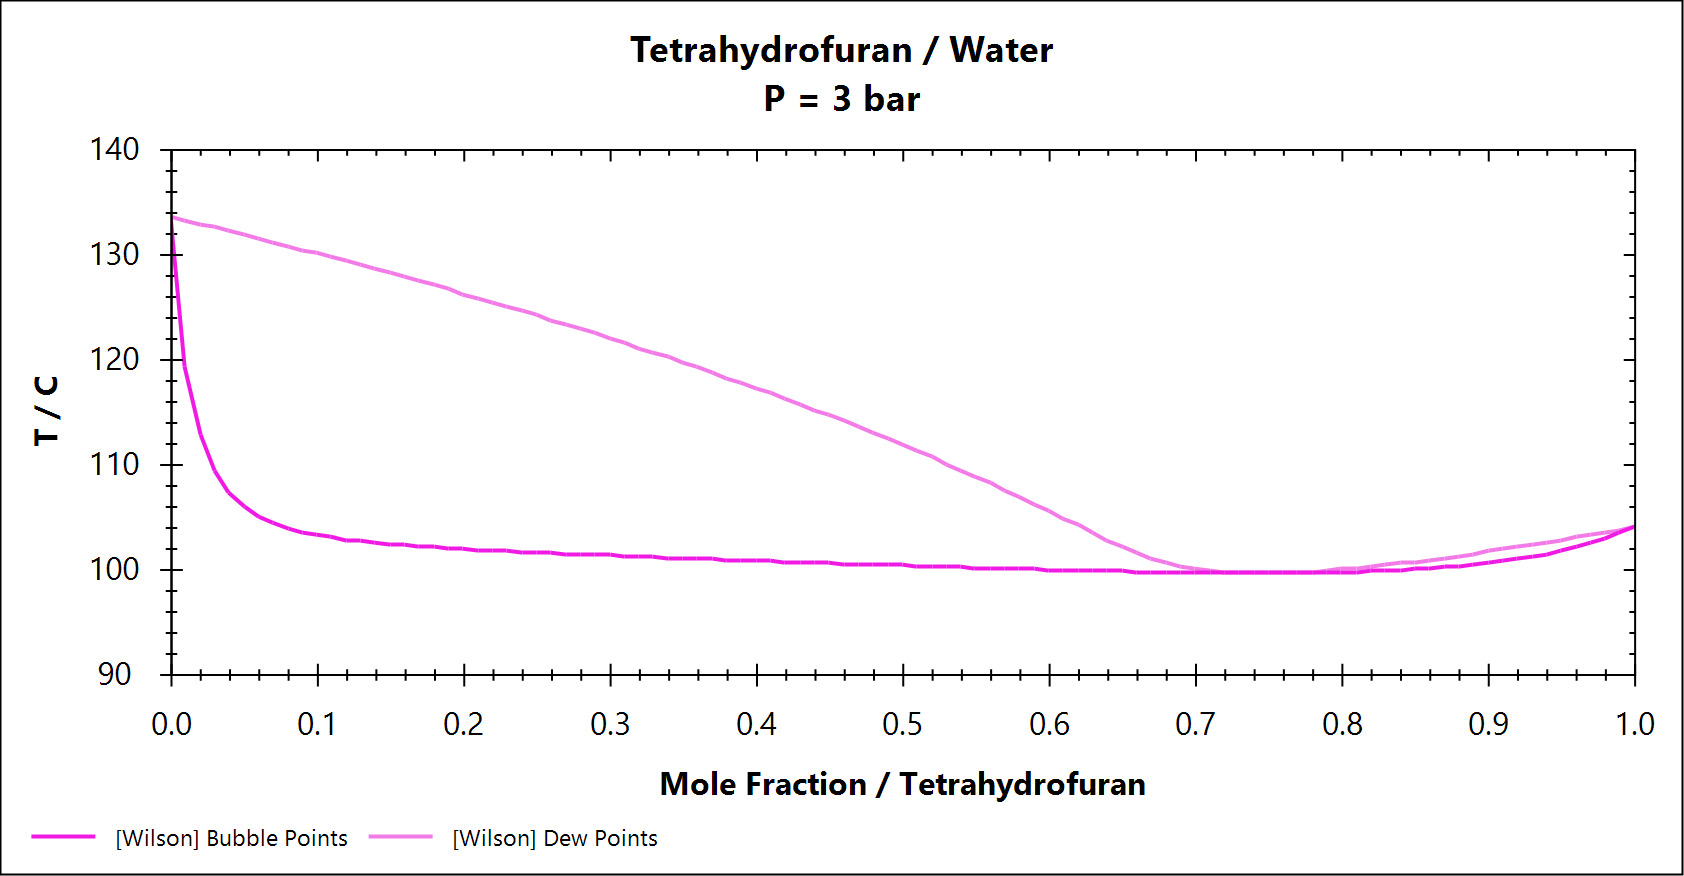 Tetrahydrofuran / Water
P = 3 bar
140
130
120
110
100
90
T / C
0.0 0.1 0.2 0.3 0.4 0.5 0.6 0.7 0.8 0.9 1.0
Mole Fraction / Tetrahydrofuran
[Wilson] Bubble Points [Wilson] Dew Points